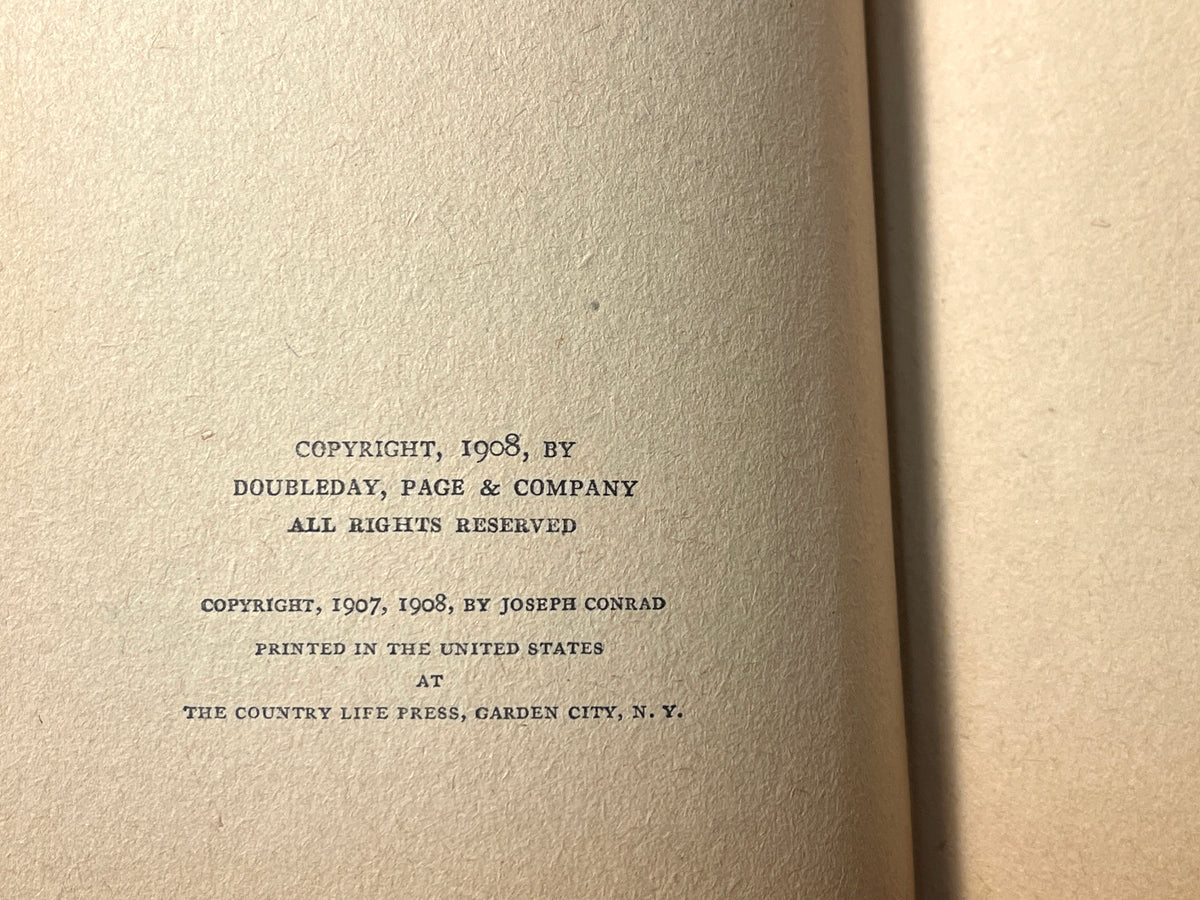 COPYRIGHT, 1908, BY
DOUBLEDAY, PAGE & COMPANY
ALL RIGHTS RESERVED
COPYRIGHT, 1907, 1908, BY JOSEPH CONRAD
PRINTED IN THE UNITED STATES
AT
THE COUNTRY LIFE PRESS, GARDEN CITY, N. Y.